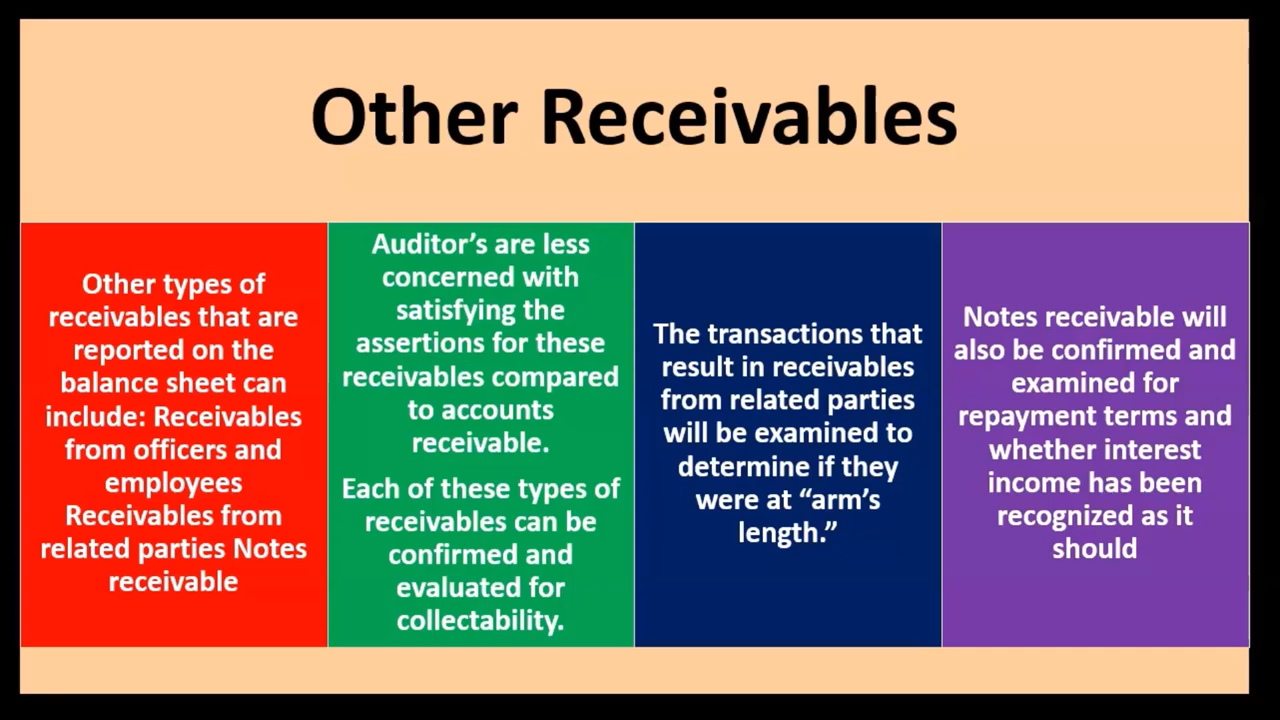 Other Receivables
Other types of
receivables that are
reported on the
balance sheet can
include: Receivables
from officers and
employees
Receivables from
related parties Notes
receivable
Auditor's are less
concerned with
satisfying the
assertions for these
receivables compared
to accounts
receivable.
Each of these types of
receivables can be
confirmed and
evaluated for
collectability.
The transactions that
result in receivables
from related parties
will be examined to
determine if they
were at “arm's
length.”
Notes receivable will
also be confirmed and
examined for
repayment terms and
whether interest
income has been
recognized as it
should